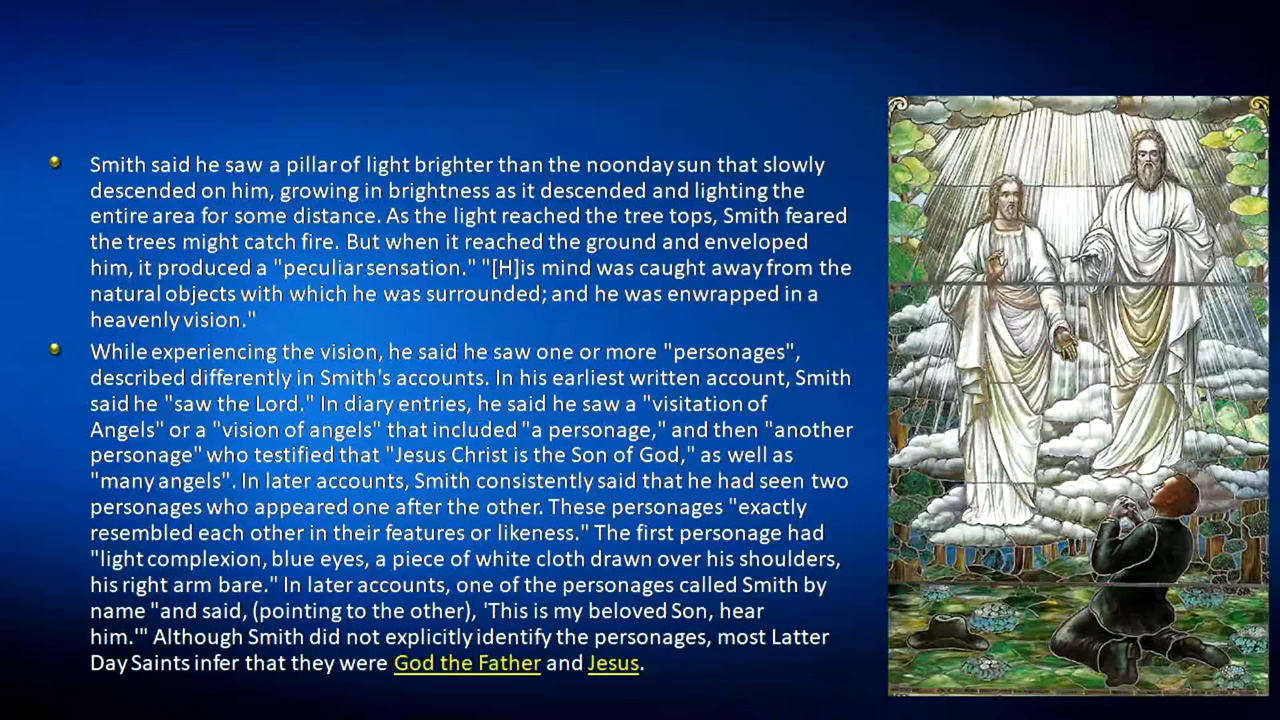 Smith said he saw a pillar of light brighter than the noonday sun that slowly
descended on him, growing in brightness as it descended and lighting the
entire area for some distance. As the light reached the tree tops, Smith feared
the trees might catch fire. But when it reached the ground and enveloped
him, it produced a "peculiar sensation." "[H]is mind was caught away from the
natural objects with which he was surrounded; and he was enwrapped in a
heavenly vision."
While experiencing the vision, he said he saw one or more "personages",
described differently in Smith's accounts. In his earliest written account, Smith
said he "saw the Lord." In diary entries, he said he saw a "visitation of
Angels" or a "vision of angels" that included "a personage," and then "another
personage" who testified that "Jesus Christ is the Son of God," as well as
"many angels". In later accounts, Smith consistently said that he had seen two
personages who appeared one after the other. These personages "exactly
resembled each other in their features or likeness." The first personage had
"light complexion, blue eyes, a piece of white cloth drawn over his shoulders,
his right arm bare." In later accounts, one of the personages called Smith by
name "and said, (pointing to the other), 'This is my beloved Son, hear
him.'" Although Smith did not explicitly identify the personages, most Latter
Day Saints infer that they were God the Father and Jesus.